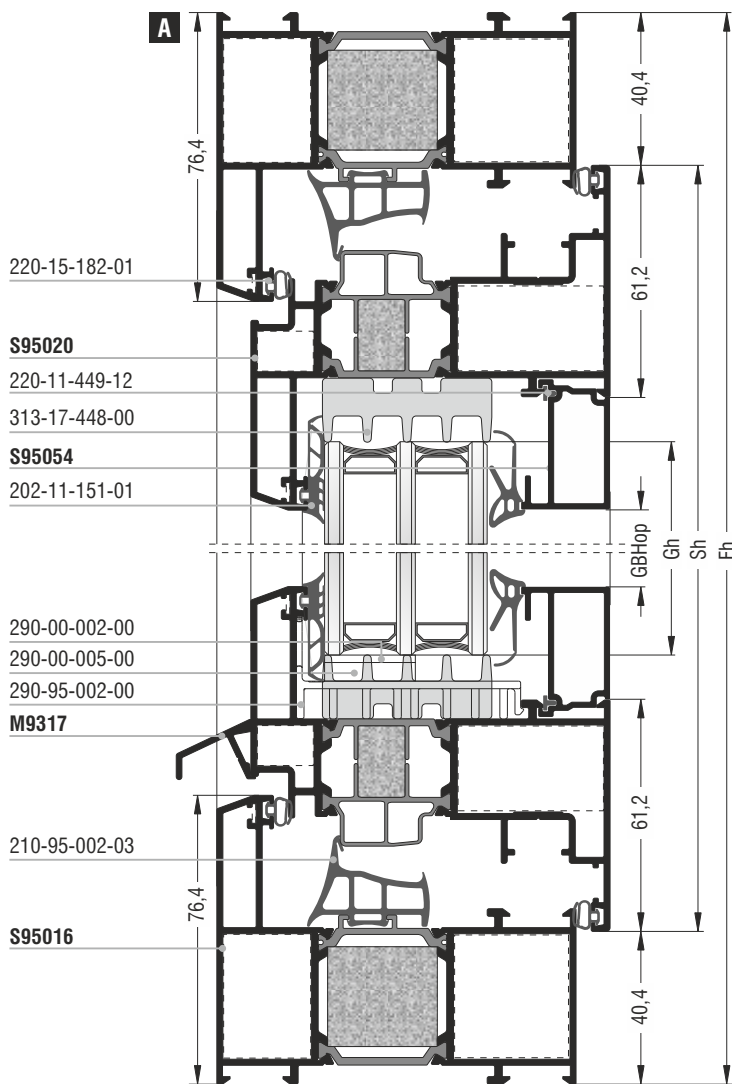 A
40,4
76,4
220-15-182-01
61,2
S95020
220-11-449-12
313-17-448-00
S95054
202-11-151-01
GBHop
Gh
Sh
Fh
290-00-002-00
290-00-005-00
290-95-002-00
M9317
61,2
210-95-002-03
76,4
S95016
40,4